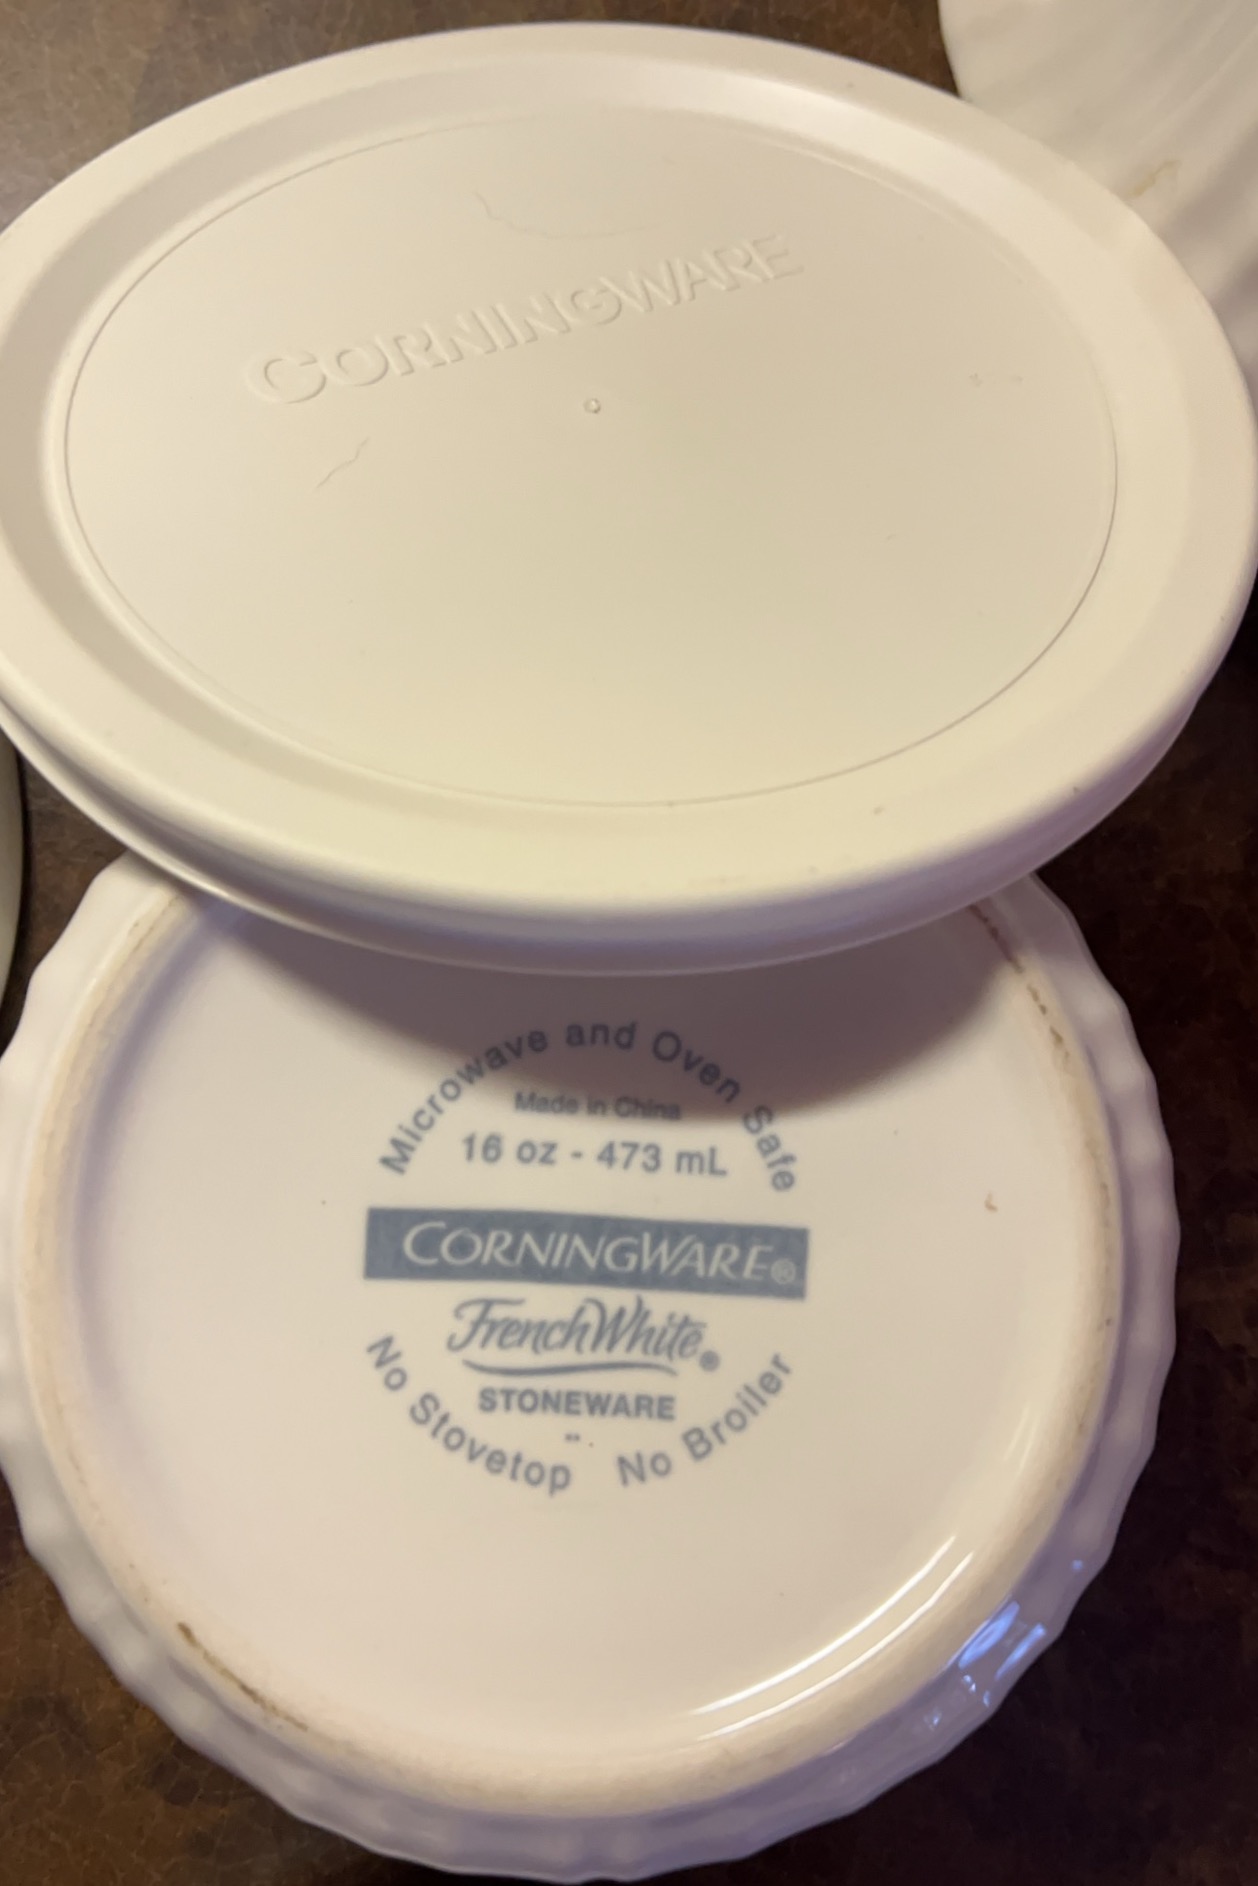 CORNINGWARE
Microwave and Oven Safe
Made in China
16 oz - 473 mL
CORNINGWARE®
FrenchWhite®
STONEWARE
No Stovetop No Broiler